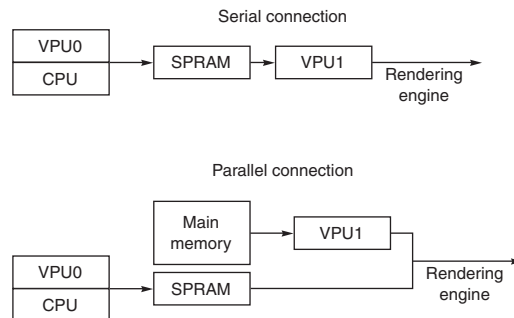 Serial connection
VPU0
CPU
SPRAM
VPU1
Rendering
engine
Parallel connection
Main
memory
VPU1
VPU0
CPU
SPRAM
Rendering
engine